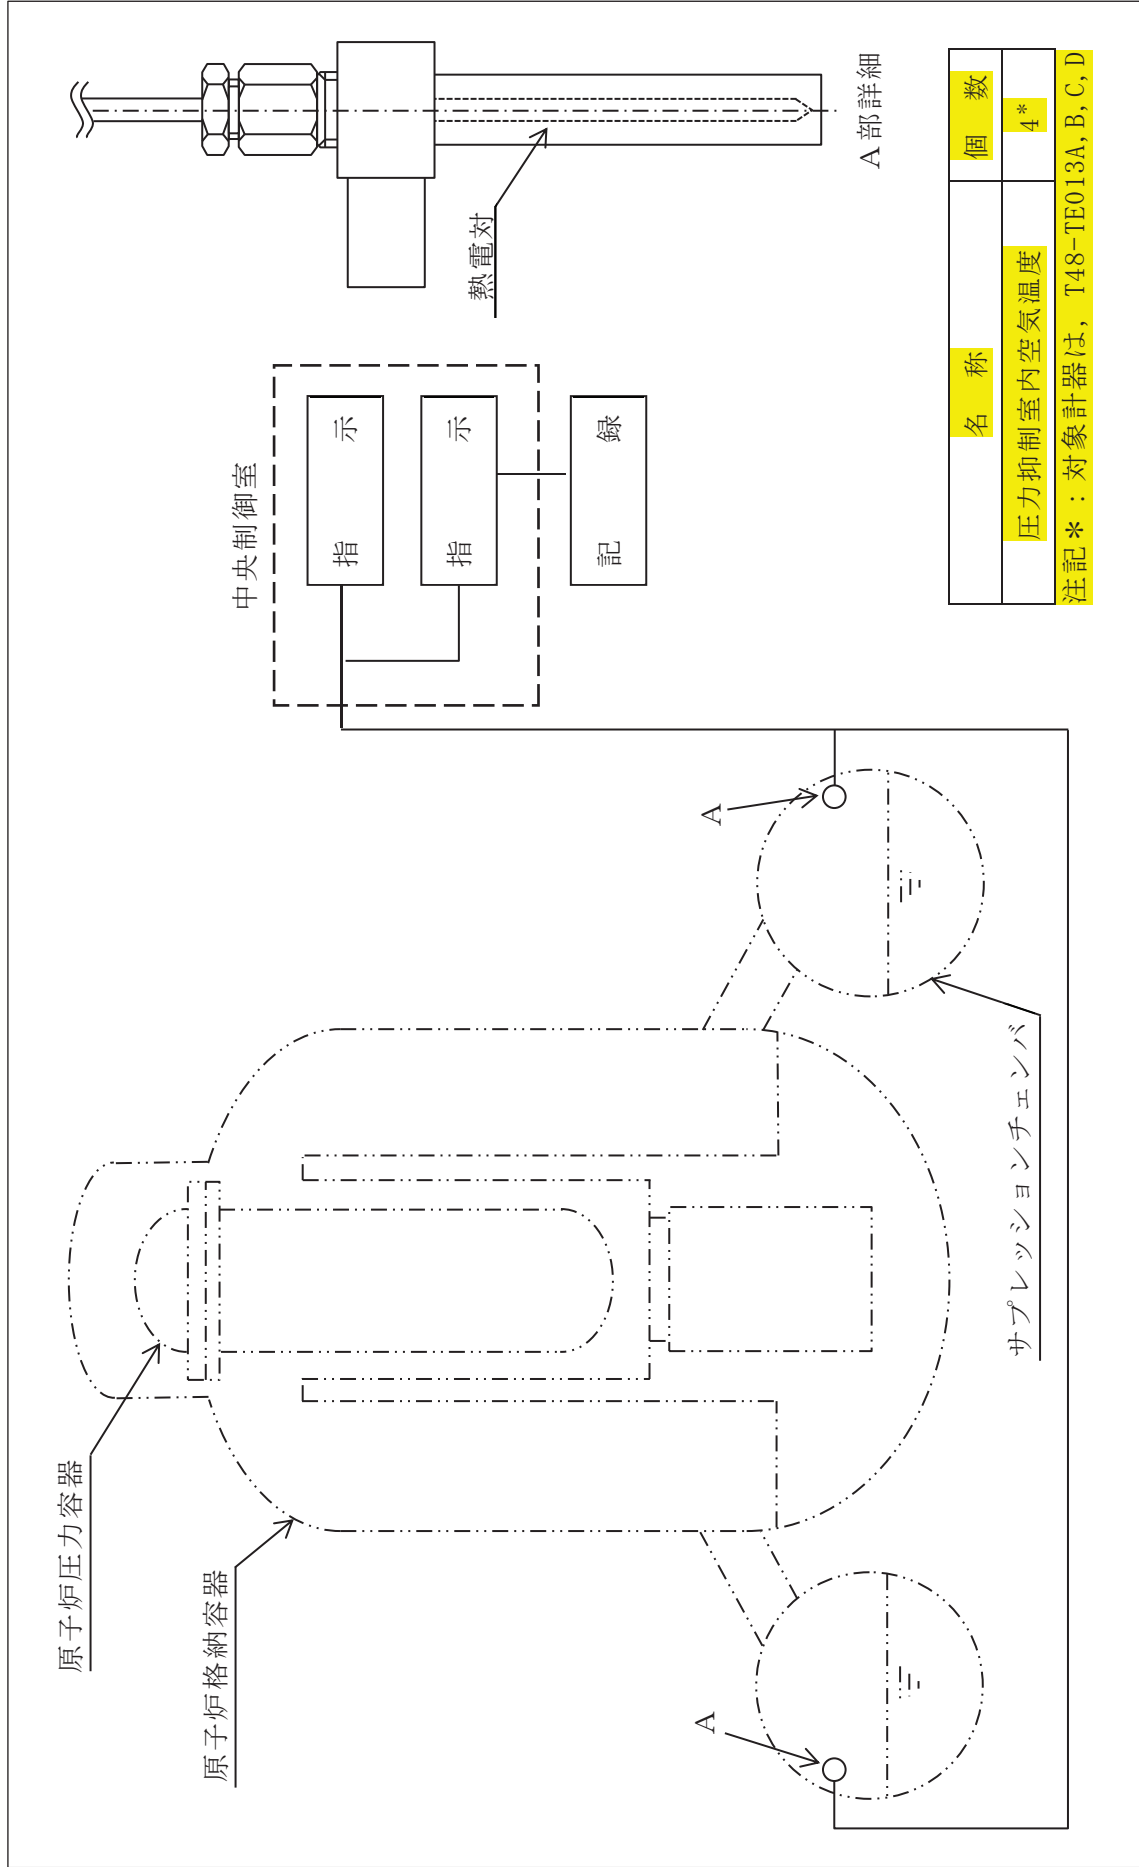 原子炉圧力容器
原子炉格納容器
中央制御室
指　示
指　示
記　録
熱電対
A
A
A部詳細
サプレッションチェンバ
名　称
個　数
圧力抑制室内空気温度
4*
注記＊：対象計器は，T48-TE013A,B,C,D